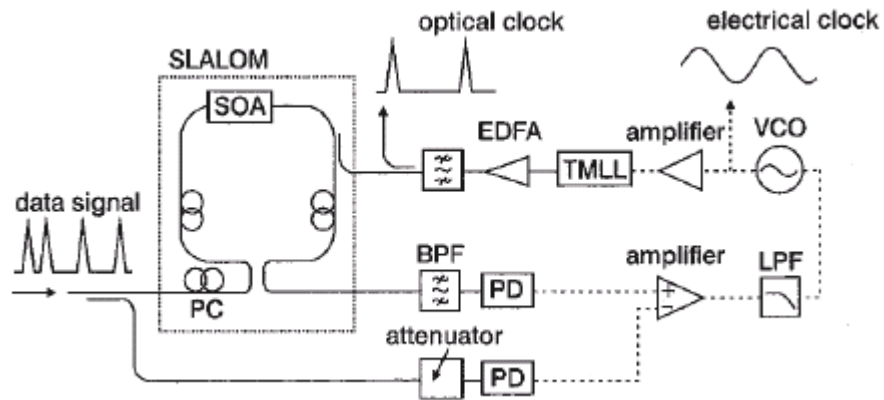 optical clock
electrical clock
SLALOM
SOA
EDFA
amplifier
VCO
TMLL
data signal
BPF
amplifier
LPF
PD
+
−
PC
attenuator
PD